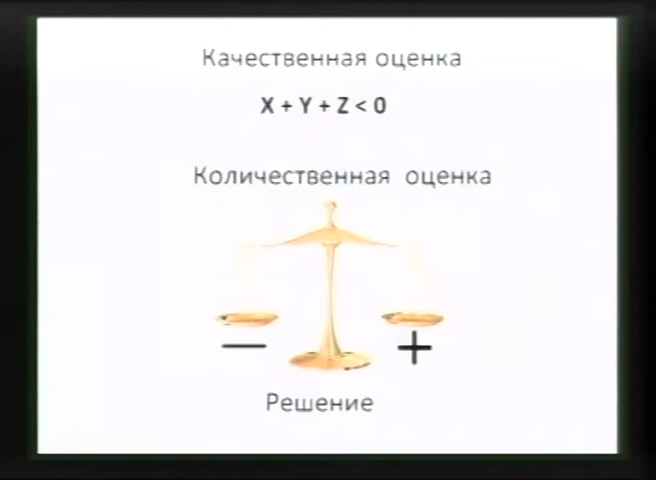 Качественная оценка
X + Y + Z < 0
Количественная оценка
— +
Решение